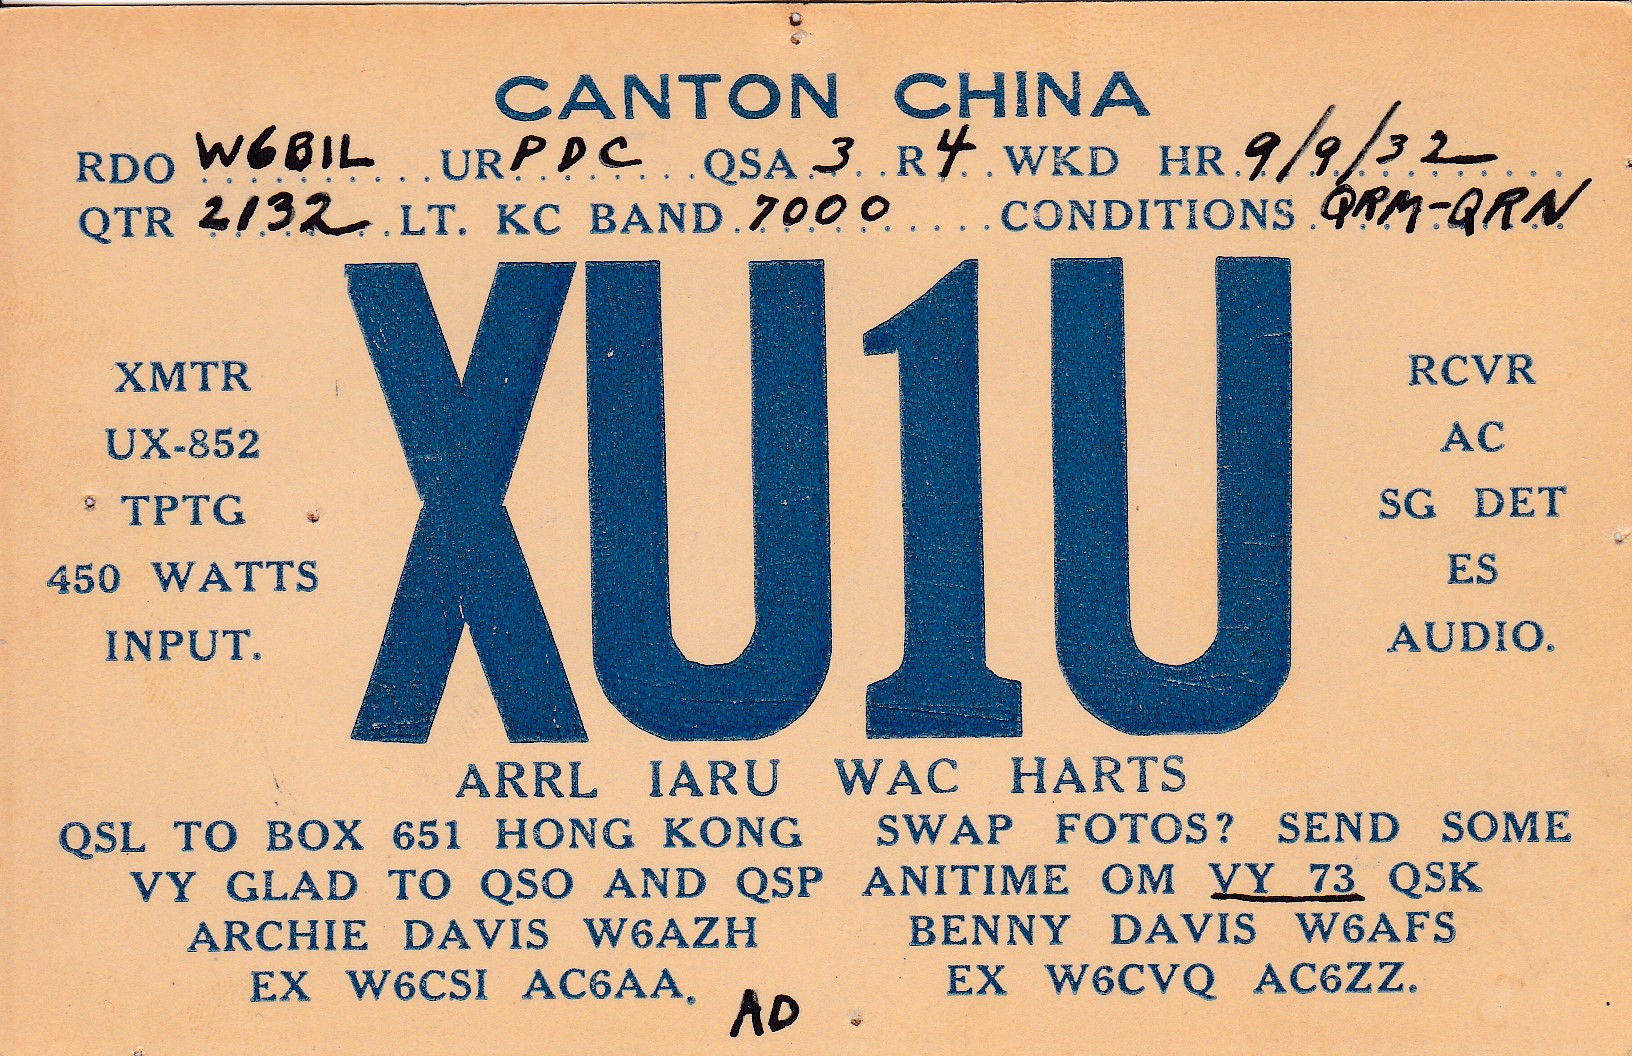 CANTON CHINA
RDO W6BIL UR PDC QSA 3 R 4 WKD HR 9/9/32
QTR 2132 LT. KC BAND 7000 CONDITIONS QRM-QRN
XU1U
XMTR
UX-852
TPTG
450 WATTS
INPUT.
RCVR
AC
SG DET
ES
AUDIO.
ARRL IARU WAC HARTS
QSL TO BOX 651 HONG KONG SWAP FOTOS? SEND SOME
VY GLAD TO QSO AND QSP ANITIME OM VY 73 QSK
ARCHIE DAVIS W6AZH BENNY DAVIS W6AFS
EX W6CSI AC6AA. EX W6CVQ AC6ZZ.
AD